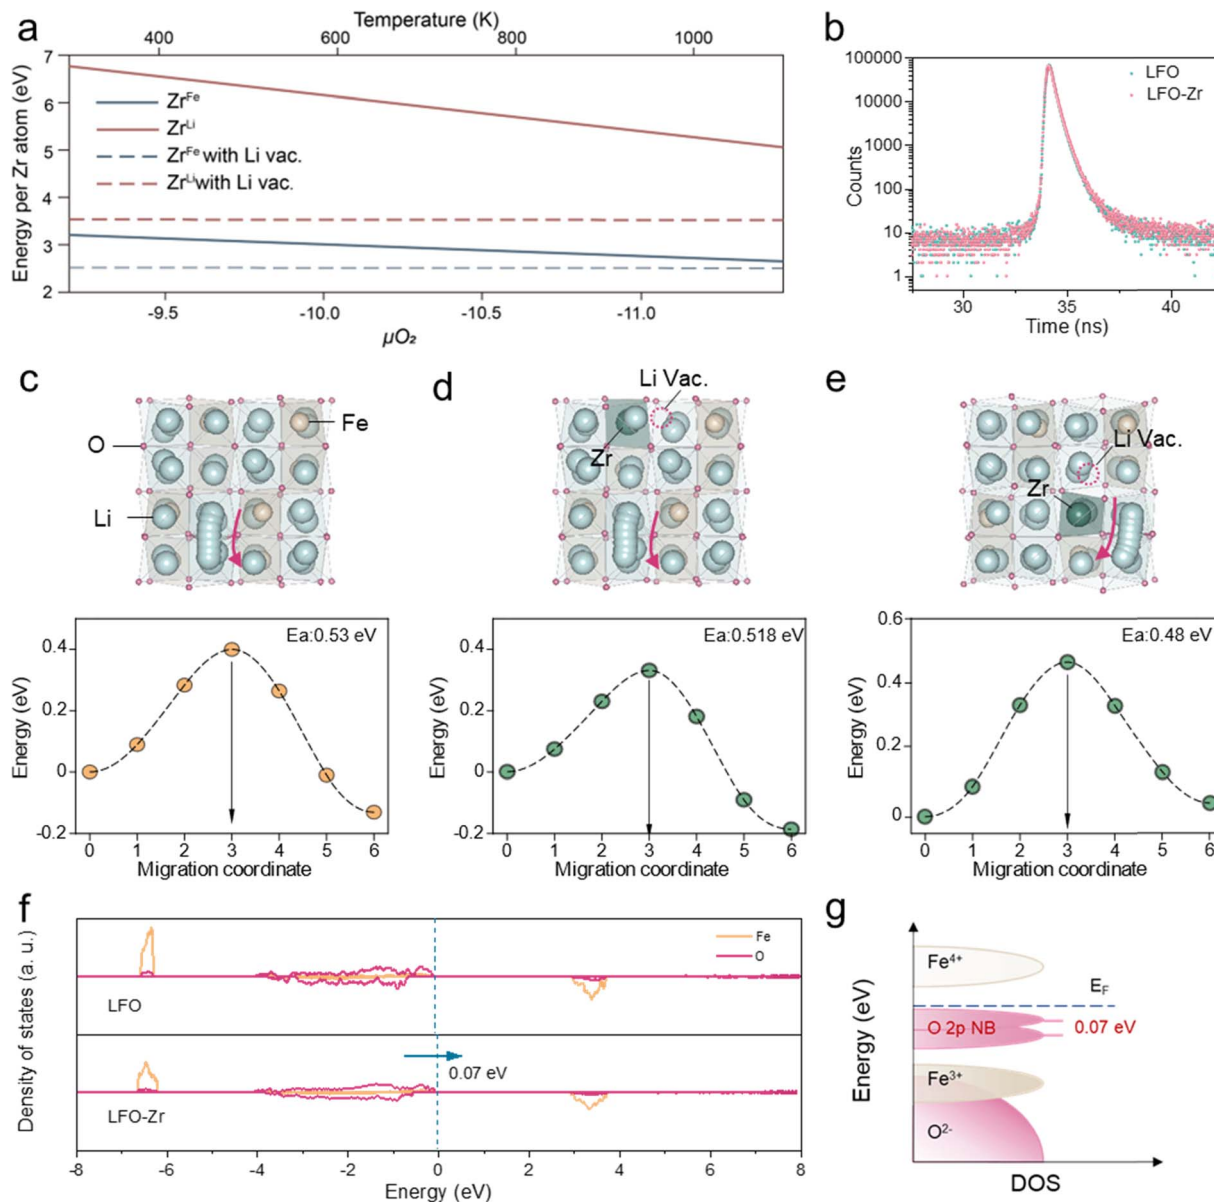 a
Temperature (K)
400 600 800 1000
Energy per Zr atom (eV)
7
6
5
4
3
2
Zrᶠᵉ
Zrᴸⁱ
Zrᶠᵉ with Li vac.
Zrᴸⁱ with Li vac.
-9.5 -10.0 -10.5 -11.0
μO₂
b
Counts
100000
10000
1000
100
10
1
LFO
LFO-Zr
30 35 40
Time (ns)
c
Fe
O
Li
d
Li Vac.
Zr
e
Li Vac.
Zr
Ea:0.53 eV
Energy (eV)
0.4
0.2
0
-0.2
0 1 2 3 4 5 6
Migration coordinate
Ea:0.518 eV
Energy (eV)
0.4
0.2
0
-0.2
0 1 2 3 4 5 6
Migration coordinate
Ea:0.48 eV
Energy (eV)
0.6
0.4
0.2
0
0 1 2 3 4 5 6
Migration coordinate
f
Density of states (a. u.)
Fe
O
LFO
0.07 eV
LFO-Zr
-8 -6 -4 -2 0 2 4 6 8
Energy (eV)
g
Energy (eV)
Fe⁴⁺
E_F
O 2p NB
0.07 eV
Fe³⁺
O²⁻
DOS